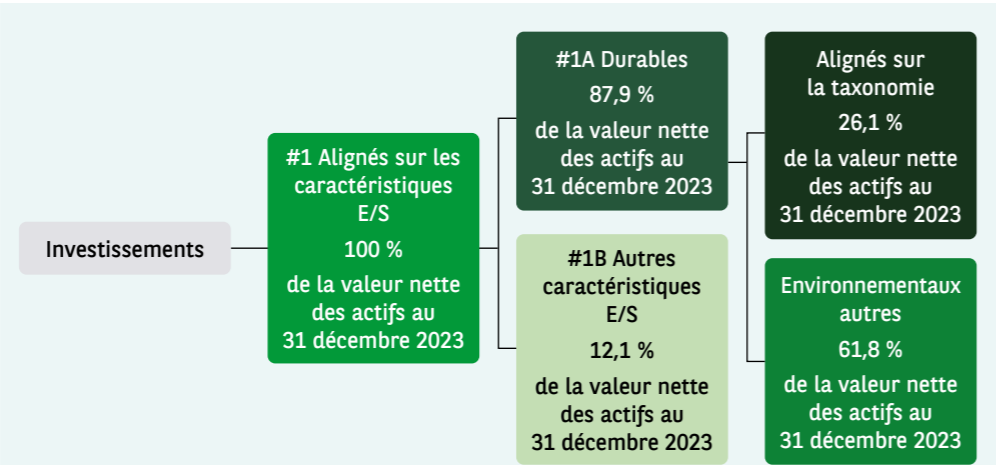 Investissements
#1 Alignés sur les
caractéristiques
E/S
100 %
de la valeur nette
des actifs au
31 décembre 2023
#1A Durables
87,9 %
de la valeur nette
des actifs au
31 décembre 2023
#1B Autres
caractéristiques
E/S
12,1 %
de la valeur nette
des actifs au
31 décembre 2023
Alignés sur
la taxonomie
26,1 %
de la valeur nette
des actifs au
31 décembre 2023
Environnementaux
autres
61,8 %
de la valeur nette
des actifs au
31 décembre 2023